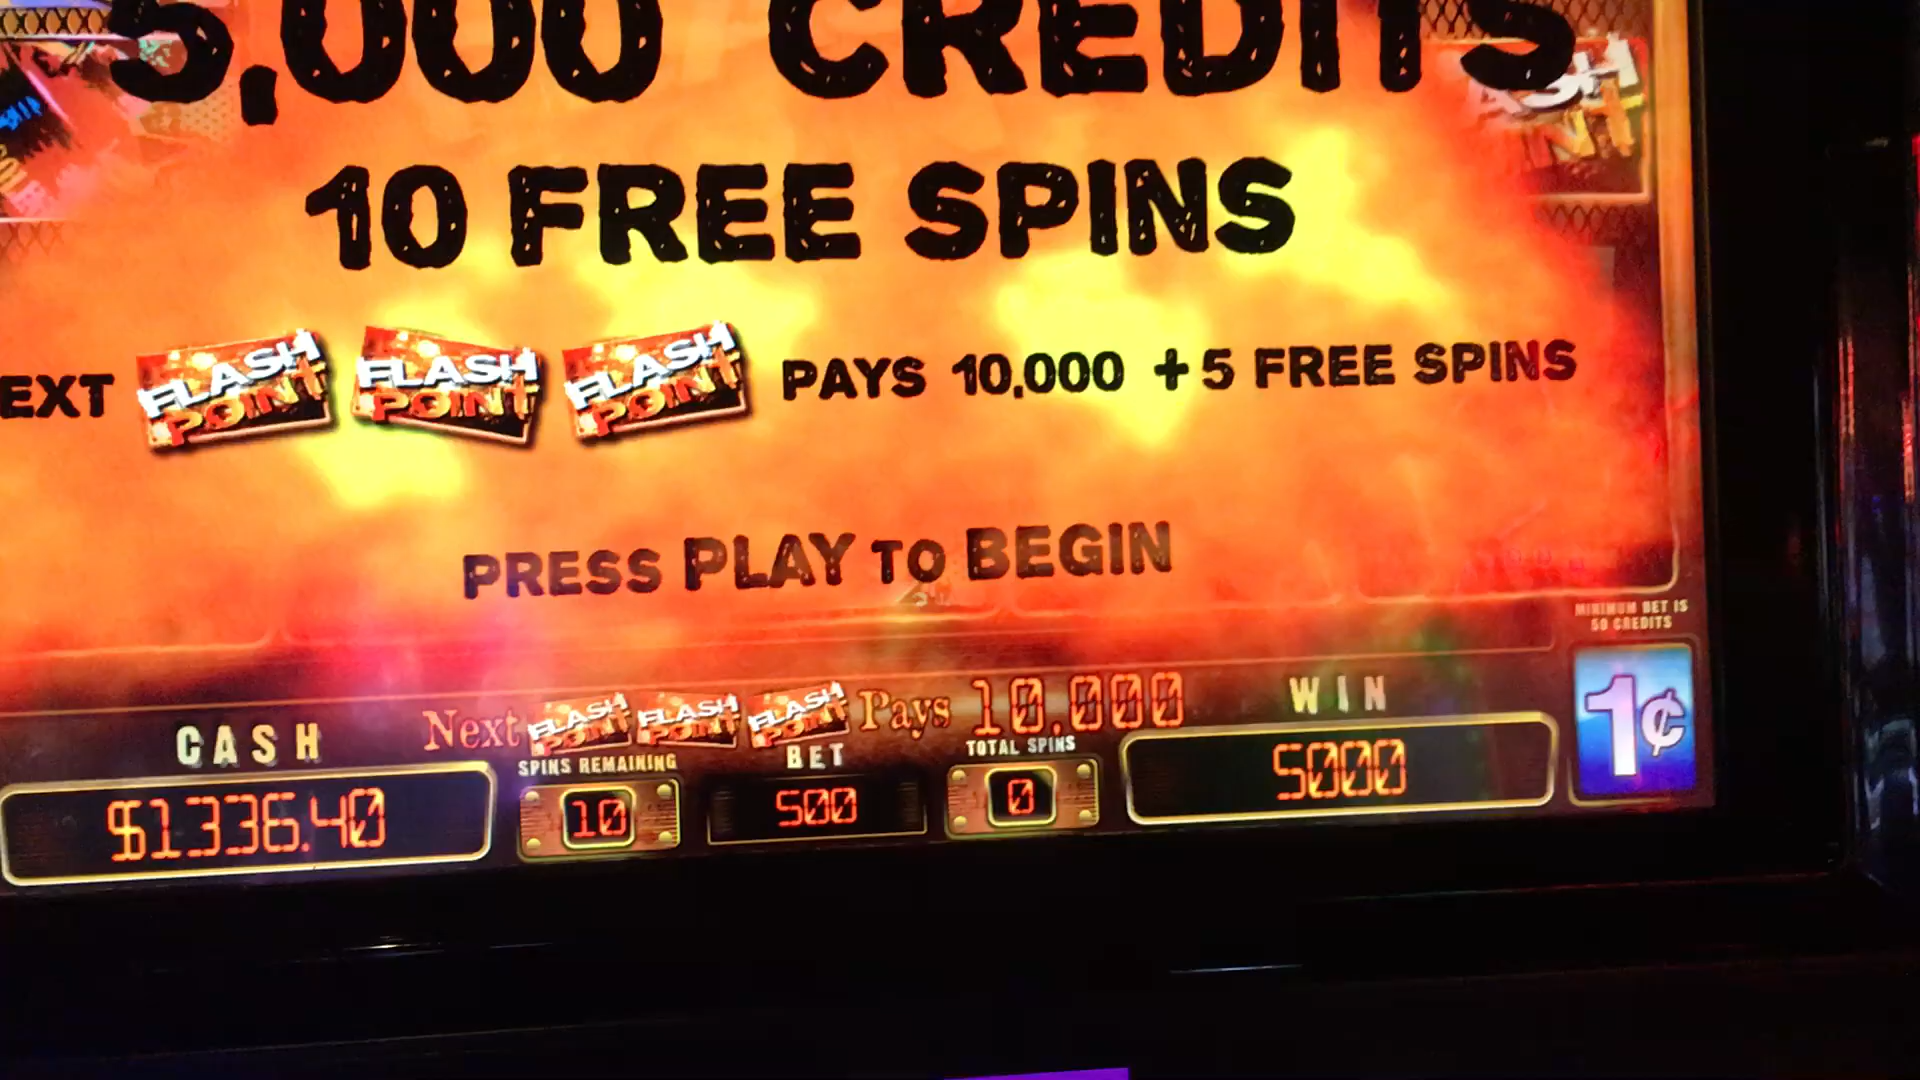 5,000 CREDITS
10 FREE SPINS
EXT FLASH POINT FLASH POINT FLASH POINT PAYS 10,000 +5 FREE SPINS
PRESS PLAY TO BEGIN
MINIMUM BET IS
50 CREDITS
1¢
Next FLASH POINT FLASH POINT FLASH POINT Pays 10,000
CASH
$1336.40
SPINS REMAINING
10
BET
500
TOTAL SPINS
0
WIN
5000